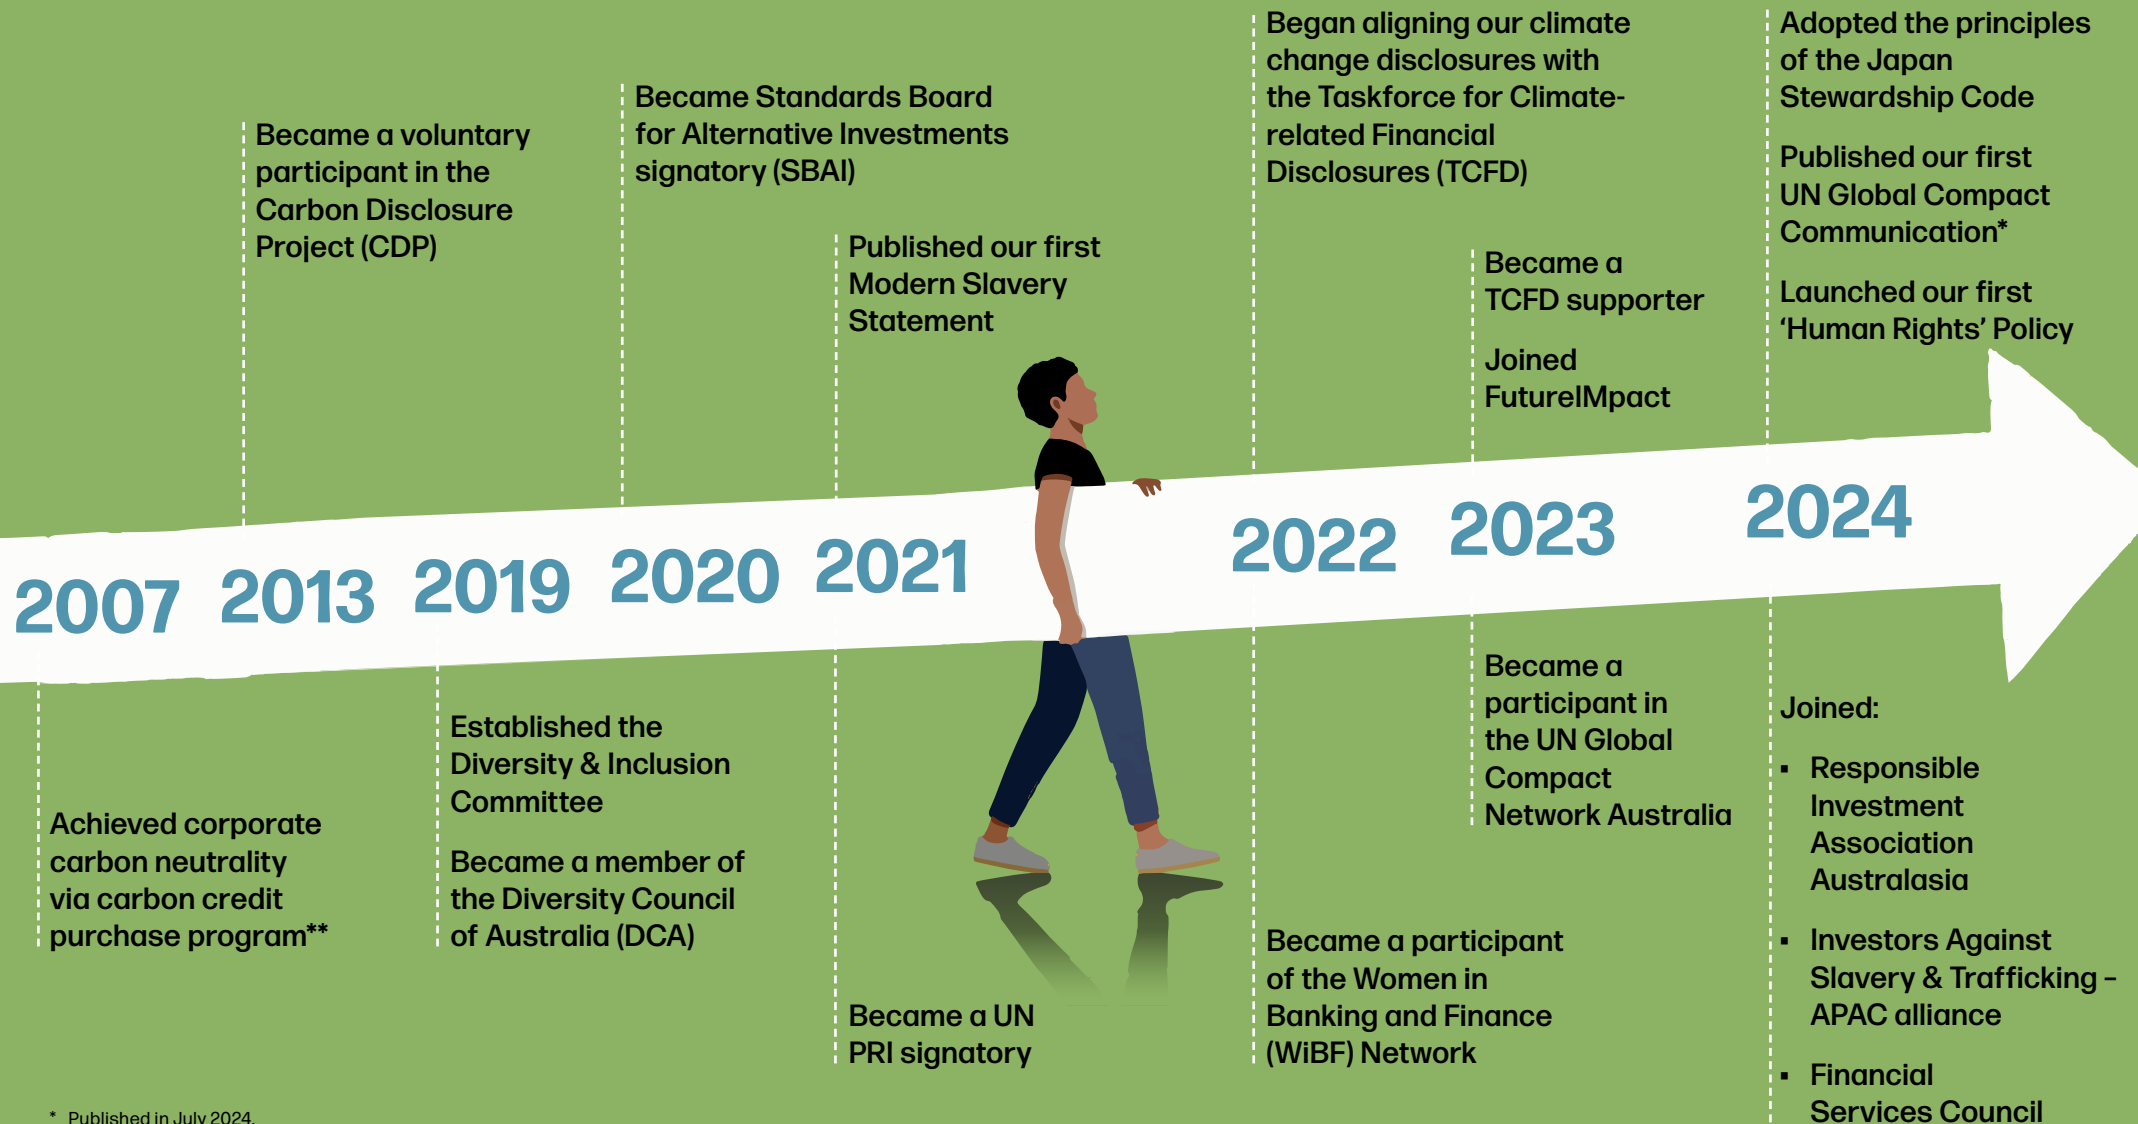 Became a voluntary
participant in the
Carbon Disclosure
Project (CDP)
Became Standards Board
for Alternative Investments
signatory (SBAI)
Published our first
Modern Slavery
Statement
Began aligning our climate
change disclosures with
the Taskforce for Climate-
related Financial
Disclosures (TCFD)
Became a
TCFD supporter
Joined
FutureIMpact
Adopted the principles
of the Japan
Stewardship Code
Published our first
UN Global Compact
Communication*
Launched our first
‘Human Rights’ Policy
2007
2013
2019
2020
2021
2022
2023
2024
Achieved corporate
carbon neutrality
via carbon credit
purchase program**
Established the
Diversity & Inclusion
Committee
Became a member of
the Diversity Council
of Australia (DCA)
Became a UN
PRI signatory
Became a participant
of the Women in
Banking and Finance
(WiBF) Network
Became a
participant in
the UN Global
Compact
Network Australia
Joined:
▪ Responsible
Investment
Association
Australasia
▪ Investors Against
Slavery & Trafficking –
APAC alliance
▪ Financial
Services Council
* Published in July 2024.